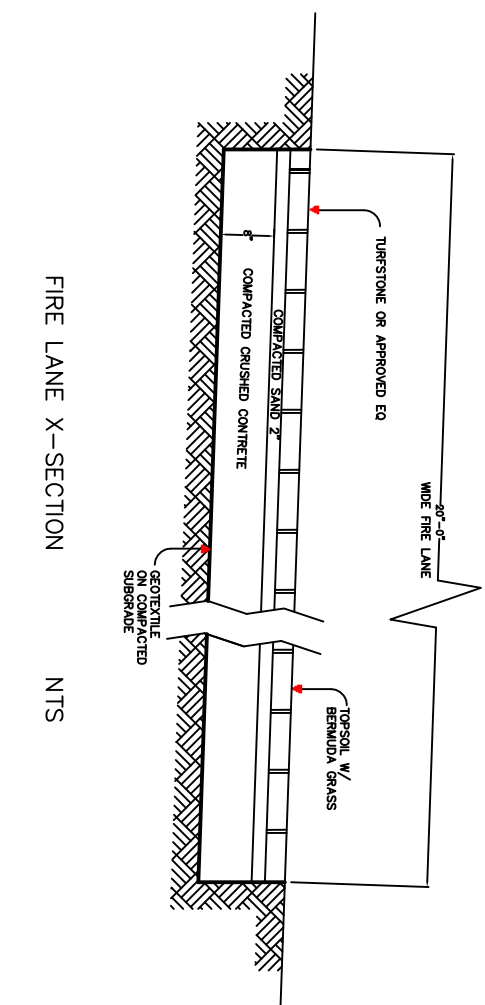 20"-0"
WIDE FIRE LANE
TURFSTONE OR APPROVED EQ
TOPSOIL W/
BERMUDA GRASS
COMPACTED SAND 2"
8"
COMPACTED CRUSHED CONTRETE
GEOTEXTILE
ON COMPACTED
SUBGRADE
FIRE LANE X-SECTION NTS